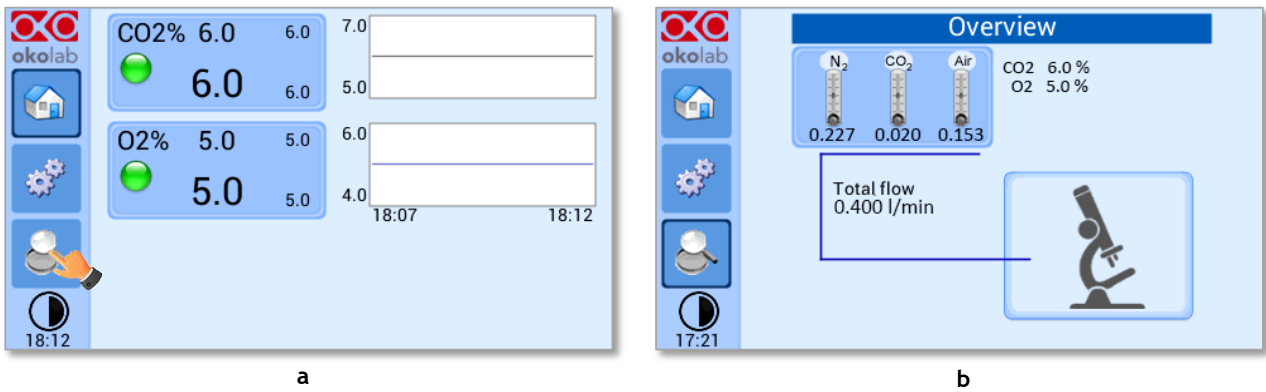 okolab
CO2% 6.0 6.0
6.0 6.0
O2% 5.0 5.0
5.0 5.0
7.0
5.0
6.0
4.0
18:07 18:12
18:12
a
okolab
Overview
N2 CO2 Air
0.227 0.020 0.153
CO2 6.0 %
O2 5.0 %
Total flow
0.400 l/min
17:21
b